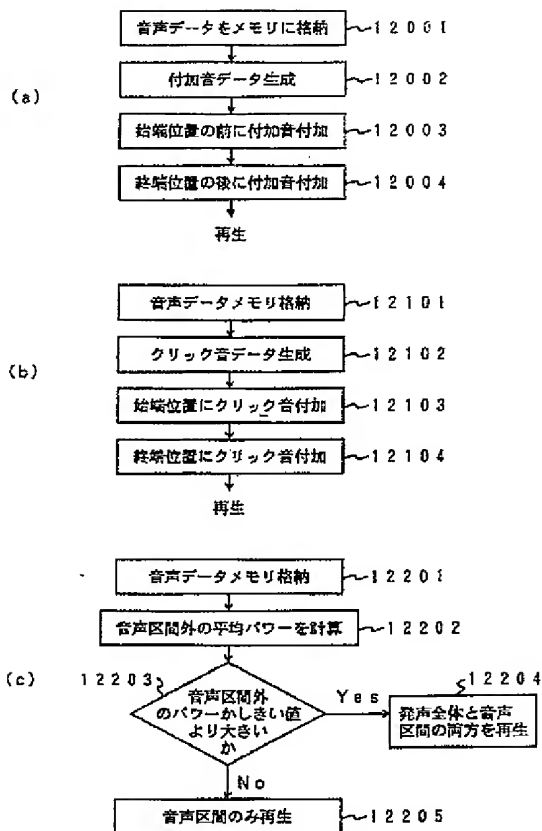 (a)
音声データをメモリに格納 12001
付加音データ生成 12002
始端位置の前に付加音付加 12003
終端位置の後に付加音付加 12004
再生
(b)
音声データメモリ格納 12101
クリック音データ生成 12102
始端位置にクリック音付加 12103
終端位置にクリック音付加 12104
再生
(c)
音声データメモリ格納 12201
音声区間外の平均パワーを計算 12202
12203
音声区間外
のパワーかしきい値
より大きい
か
Yes
12204
発声全体と音声
区間の両方を再生
No
音声区間のみ再生 12205